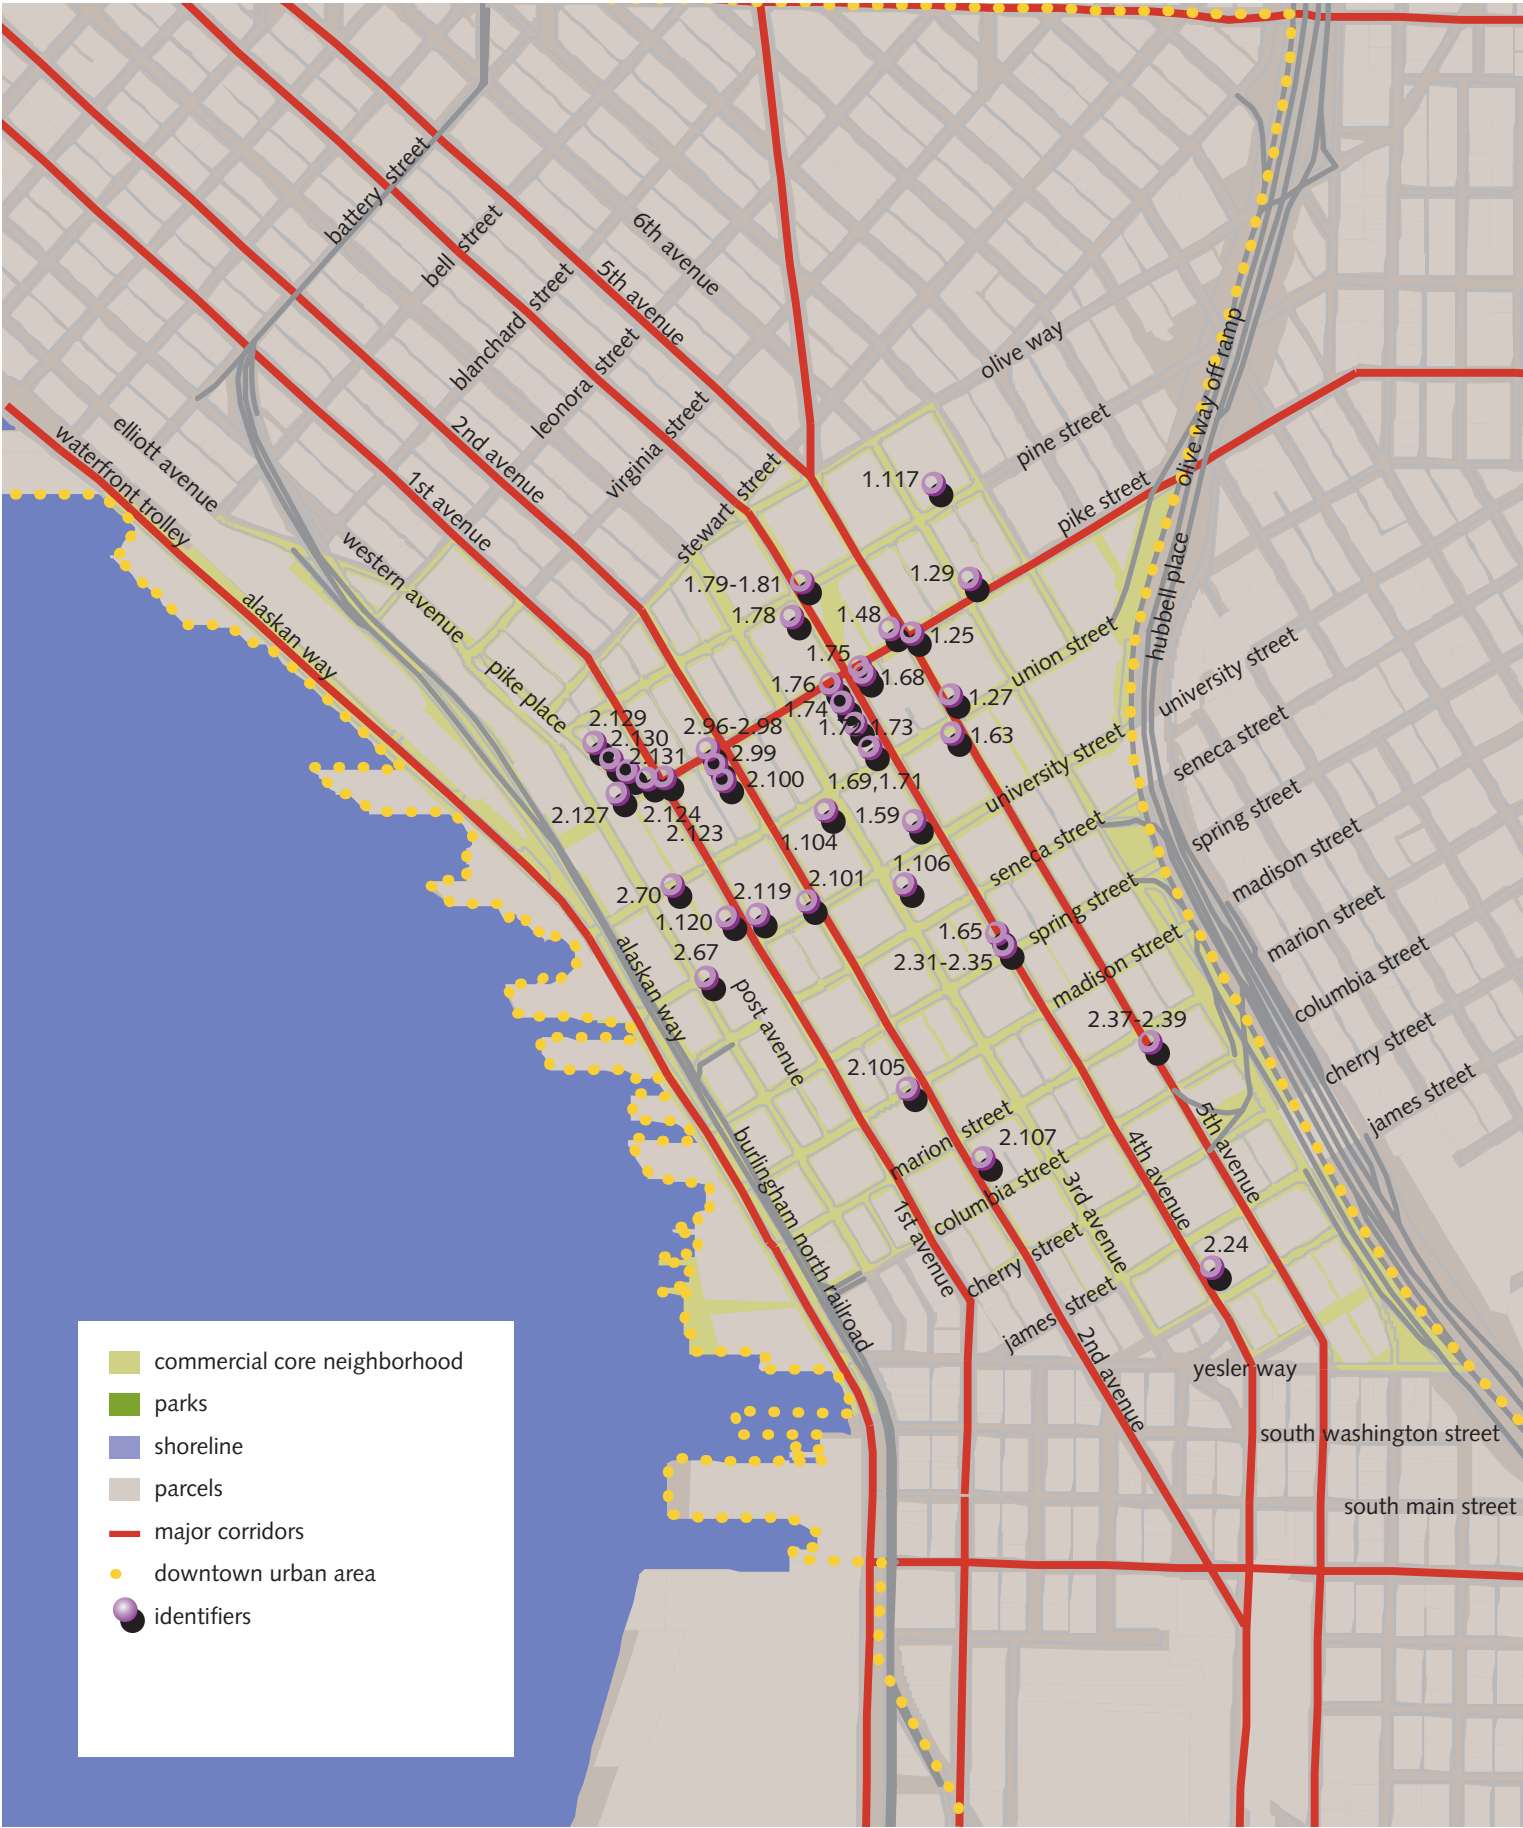 battery street
bell street
6th avenue
blanchard street
5th avenue
olive way
leonora street
olive way off ramp
elliott avenue
waterfront trolley
2nd avenue
virginia street
pine street
1st avenue
stewart street
pike street
1.117
western avenue
hubbell place
1.79-1.81
1.29
alaskan way
1.78
1.48
1.25
union street
university street
1.75
pike place
1.76
1.68
1.27
1.74
2.129
2.96-2.98
1.72,1.73
1.63
2.130
seneca street
2.131
2.99
university street
2.100
1.69,1.71
spring street
2.127
2.124
1.59
2.123
1.104
seneca street
madison street
1.106
2.70
2.119
2.101
spring street
marion street
1.120
1.65
2.67
2.31-2.35
madison street
columbia street
alaskan way
post avenue
2.37-2.39
cherry street
2.105
james street
marion street
2.107
5th avenue
4th avenue
burlingham north railroad
columbia street
3rd avenue
1st avenue
cherry street
2.24
james street
2nd avenue
yesler way
south washington street
south main street
commercial core neighborhood
parks
shoreline
parcels
major corridors
downtown urban area
identifiers